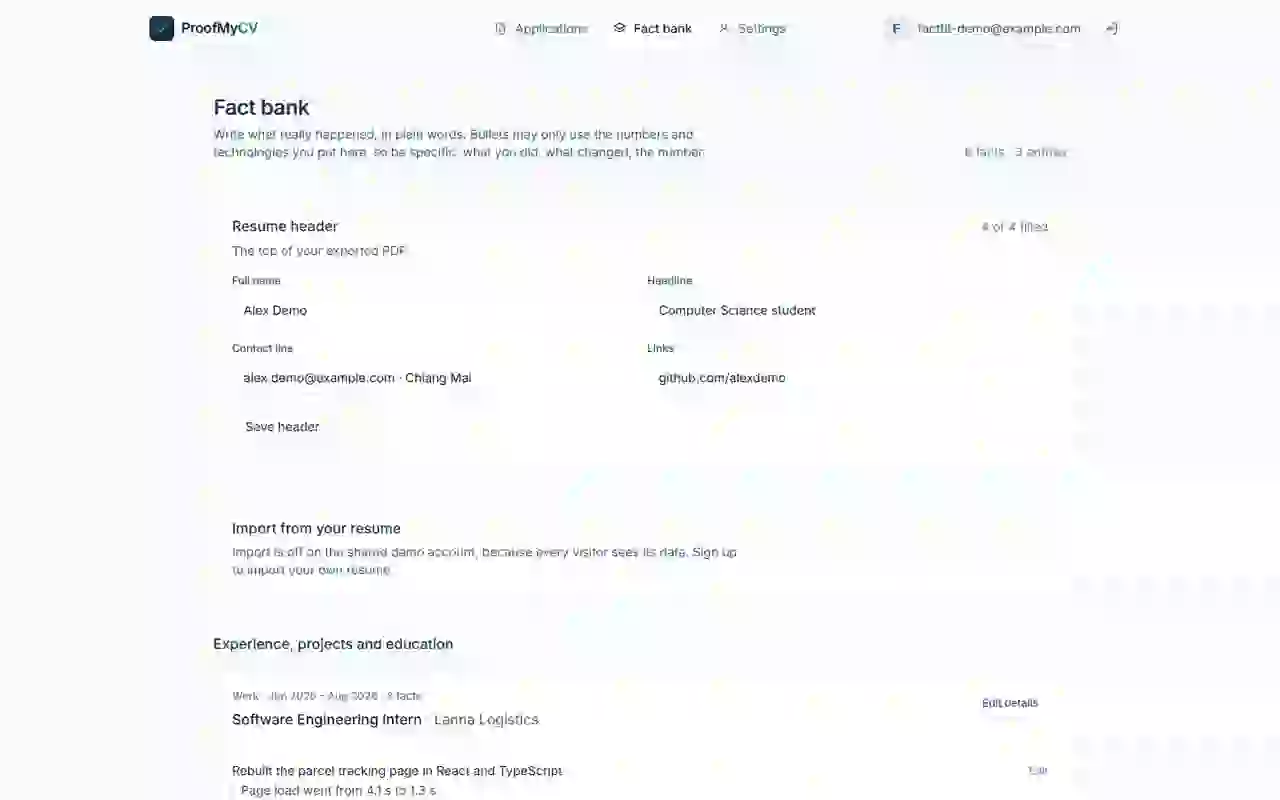 ProofMyCV
Applications
Fact bank
Settings
F
@example.com
Fact bank
Write what really happened, in plain words. Bullets may only use the numbers and
technologies you put here, so be specific: what you did, what changed, the number.
facts · 3 entries
Resume header
4 of 4 filled
The top of your exported PDF.
Full name
Headline
Alex Demo
Computer Science student
Contact line
Links
alex.demo@example.com · Chiang Mai
github.com/alexdemo
Save header
Import from your resume
Import is off on the shared demo account, because every visitor sees its data. Sign up
to import your own resume.
Experience, projects and education
Work · Jun 2026 – Aug 2026 · facts
Edit details
Software Engineering Intern · Lanna Logistics
Rebuilt the parcel tracking page in React and TypeScript
Edit
Page load went from 4.1 s to 1.3 s